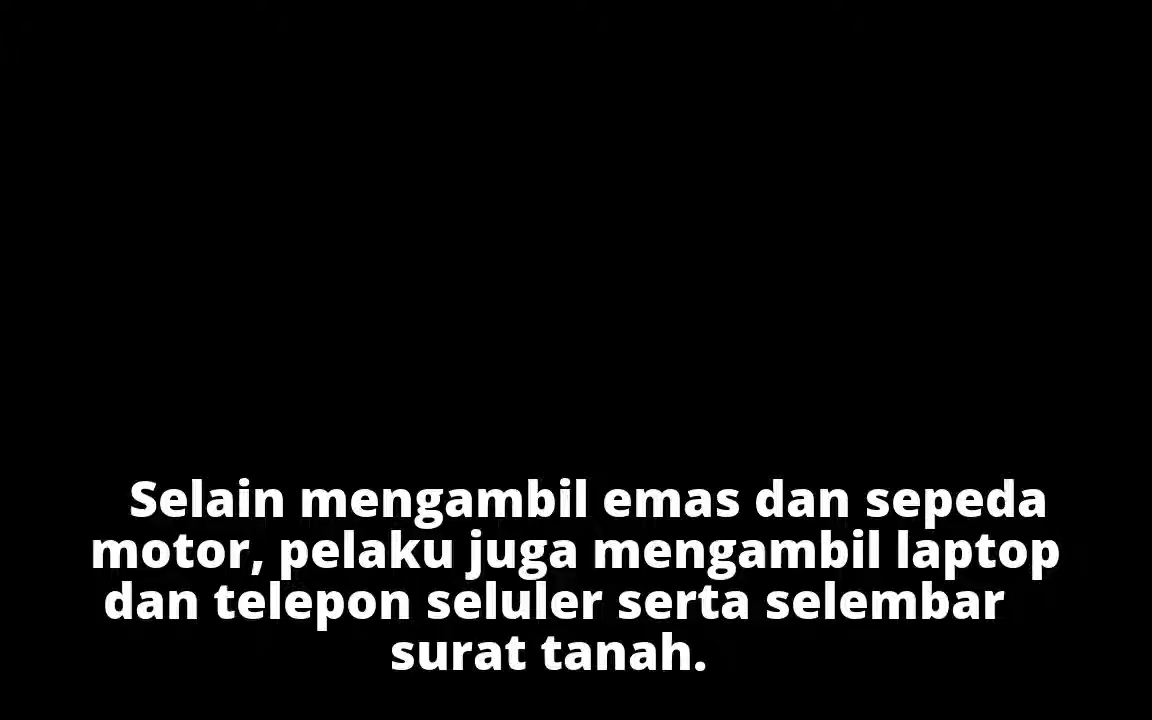 Selain mengambil emas dan sepeda
motor, pelaku juga mengambil laptop
dan telepon seluler serta selembar
surat tanah.